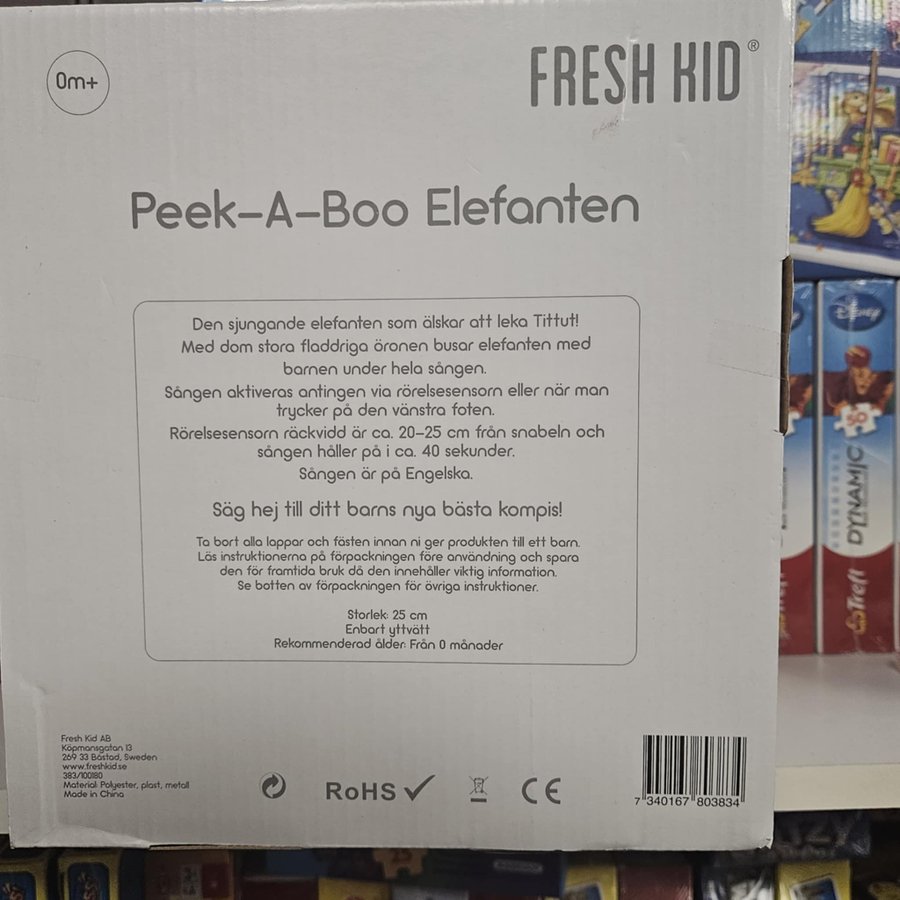 0m+
FRESH KID®
Peek-A-Boo Elefanten
Den sjungande elefanten som älskar att leka Tittut!
Med dom stora fladdriga öronen busar elefanten med
barnen under hela sången.
Sången aktiveras antingen via rörelsesensorn eller när man
trycker på den vänstra foten.
Rörelsesensorn räckvidd är ca. 20-25 cm från snabeln och
sången håller på i ca. 40 sekunder.
Sången är på Engelska.
Säg hej till ditt barns nya bästa kompis!
Ta bort alla lappar och fästen innan ni ger produkten till ett barn.
Läs instruktionerna på förpackningen före användning och spara
den för framtida bruk då den innehåller viktig information.
Se botten av förpackningen för övriga instruktioner.
Storlek: 25 cm
Enbart yttvätt
Rekommenderad ålder: Från 0 månader
Fresh Kid AB
Köpmansgatan 13
269 33 Båstad, Sweden
www.freshkid.se
383/100180
Material: Polyester, plast, metall
Made in China
RoHS
CE
7 340167 803834
Disney
50
DYNAMIC
Trefl